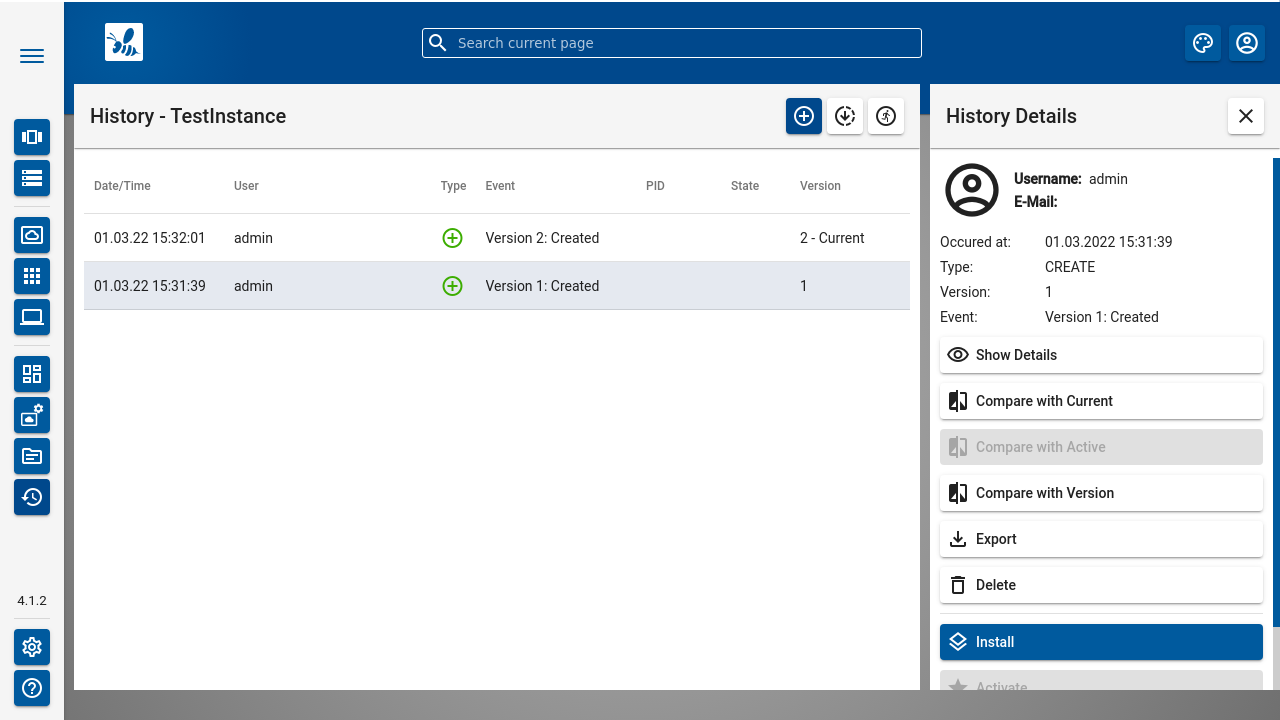 Search current page
History - TestInstance
Date/Time User Type Event PID State Version
01.03.22 15:32:01 admin Version 2: Created 2 - Current
01.03.22 15:31:39 admin Version 1: Created 1
4.1.2
History Details
Username: admin
E-Mail:
Occured at: 01.03.2022 15:31:39
Type: CREATE
Version: 1
Event: Version 1: Created
Show Details
Compare with Current
Compare with Active
Compare with Version
Export
Delete
Install
Activate